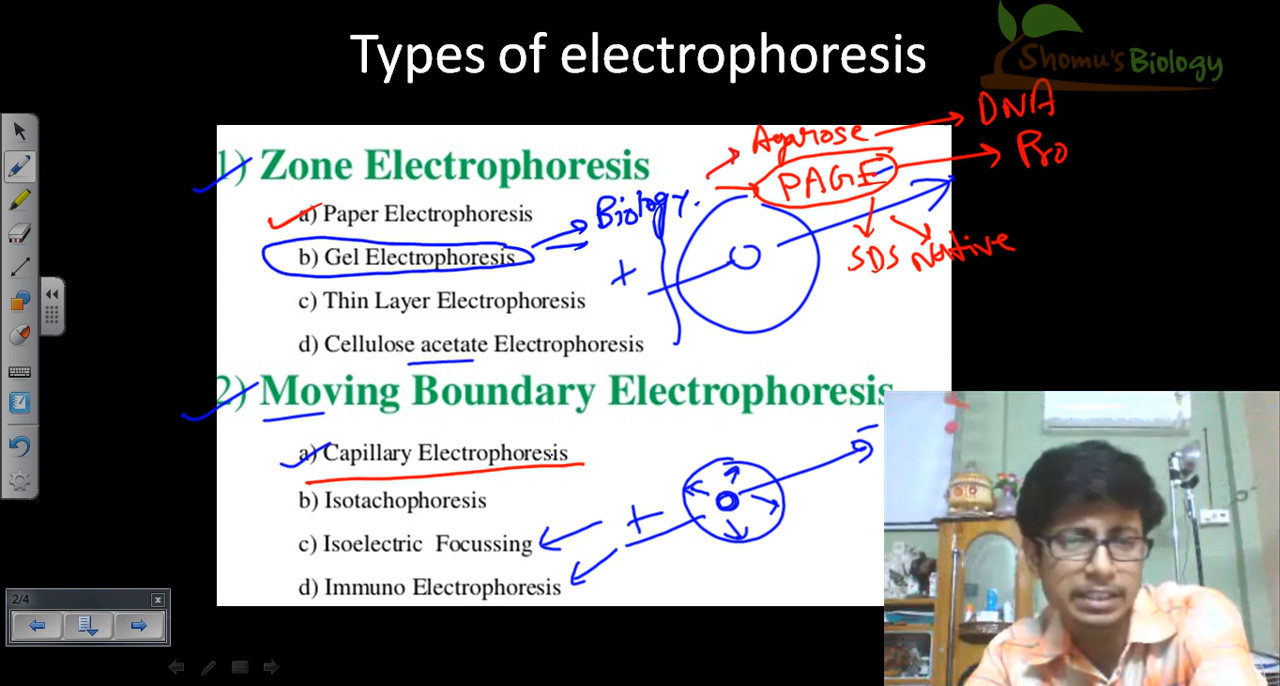 Types of electrophoresis
Shomu's Biology
1) Zone Electrophoresis
a) Paper Electrophoresis
b) Gel Electrophoresis
c) Thin Layer Electrophoresis
d) Cellulose acetate Electrophoresis
Biology.
Agarose
DNA
PAGE
Pro
SDS
Native
+
2) Moving Boundary Electrophoresis
a) Capillary Electrophoresis
b) Isotachophoresis
c) Isoelectric Focussing
d) Immuno Electrophoresis
+
−
2/4